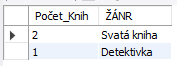 Počet_Knih ŽÁNR
2 Svatá kniha
1 Detektivka